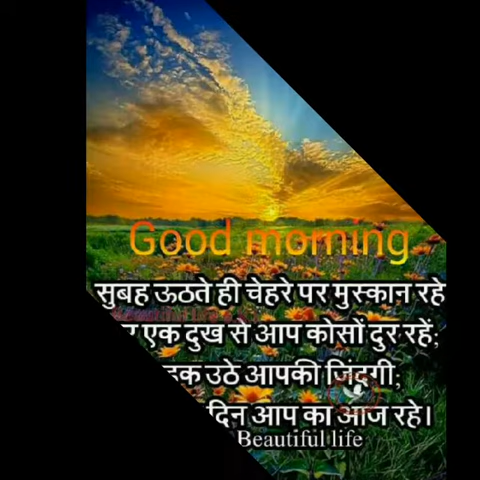 Good morning
सुबह ऊठते ही चेहरे पर मुस्कान रहे
एक दुख से आप कोसों दुर रहें;
उठे आपकी जिंदगी;
दिन आप का आज रहे।
Beautiful life